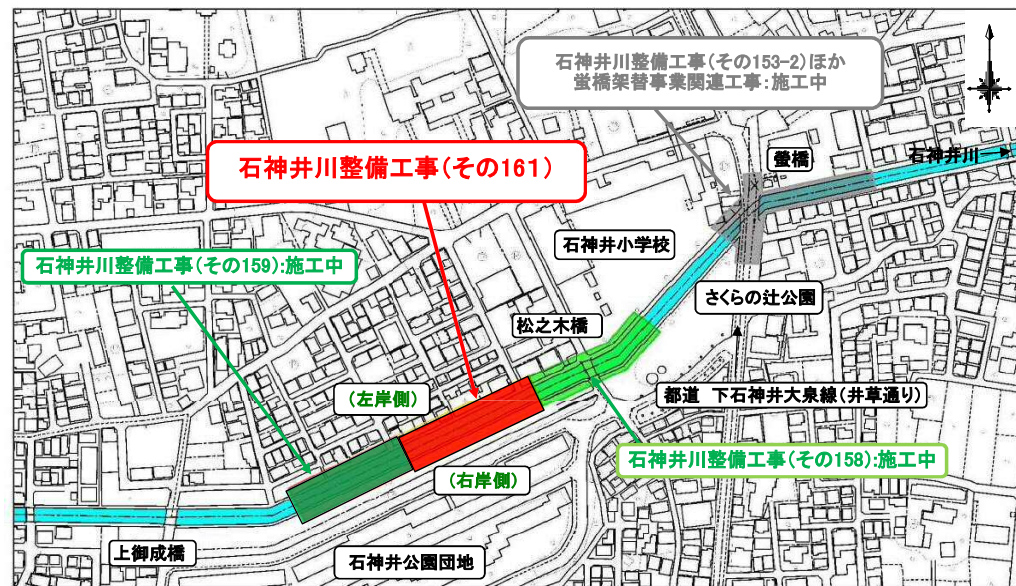 石神井川整備工事(その153-2)ほか
蛍橋架替事業関連工事:施工中
石神井川整備工事(その161)
螢橋
石神井川
石神井小学校
石神井川整備工事(その159):施工中
さくらの辻公園
松之木橋
(左岸側)
都道 下石神井大泉線(井草通り)
石神井川整備工事(その158):施工中
(右岸側)
上御成橋
石神井公園団地